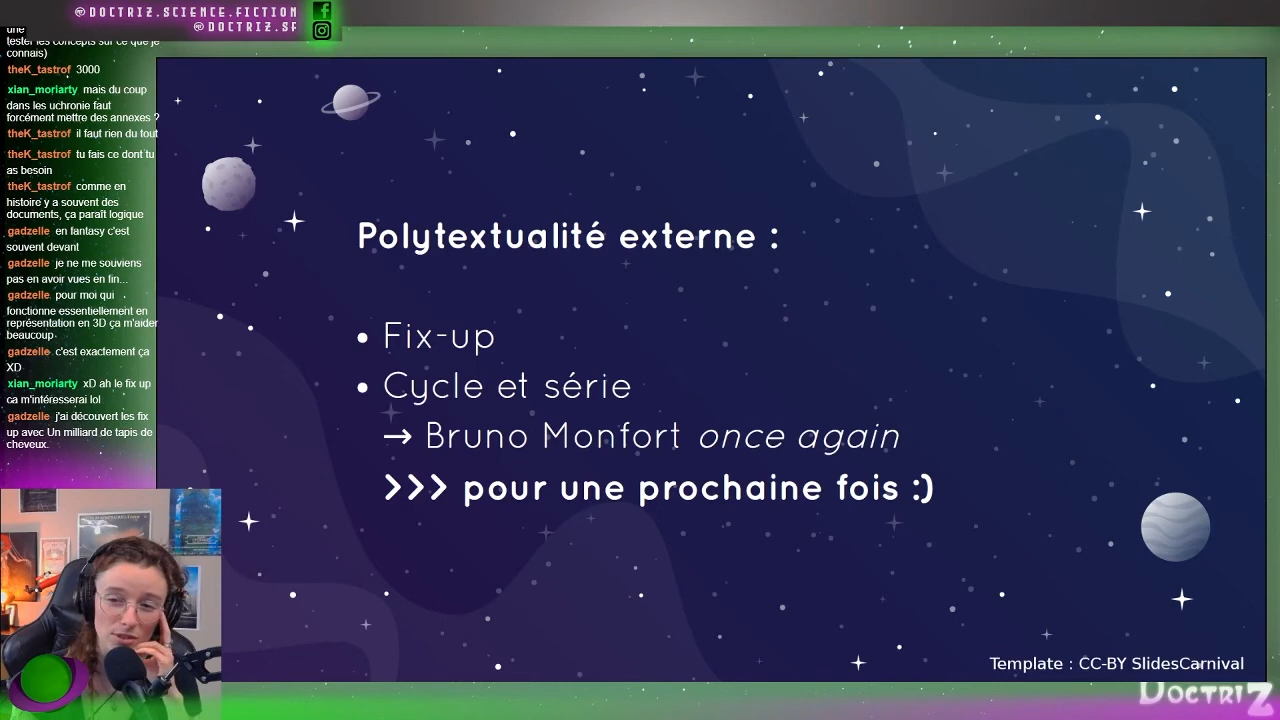 @DOCTRIZ.SCIENCE.FICTION
@DOCTRIZ.SF
une
(tester les concepts sur ce que je
connais)
theK_tastrof 3000
xian_moriarty mais du coup
dans les uchronie faut
forcément mettre des annexes ?
theK_tastrof il faut rien du tout
theK_tastrof tu fais ce dont tu
as besoin
theK_tastrof comme en
histoire y a souvent des
documents, ça paraît logique
gadzelle en fantasy c'est
souvent devant
gadzelle je ne me souviens
pas en avoir vues en fin...
gadzelle pour moi qui
fonctionne essentiellement en
représentation en 3D ça m'aider
beaucoup
gadzelle c'est exactement ça
XD
xian_moriarty xD ah le fix up
ca m'intéresserai lol
gadzelle j'ai découvert les fix
up avec Un milliard de tapis de
cheveux.
Polytextualité externe :
• Fix-up
• Cycle et série
→ Bruno Monfort once again
>>> pour une prochaine fois :)
Template : CC-BY SlidesCarnival
DOCTRIZ